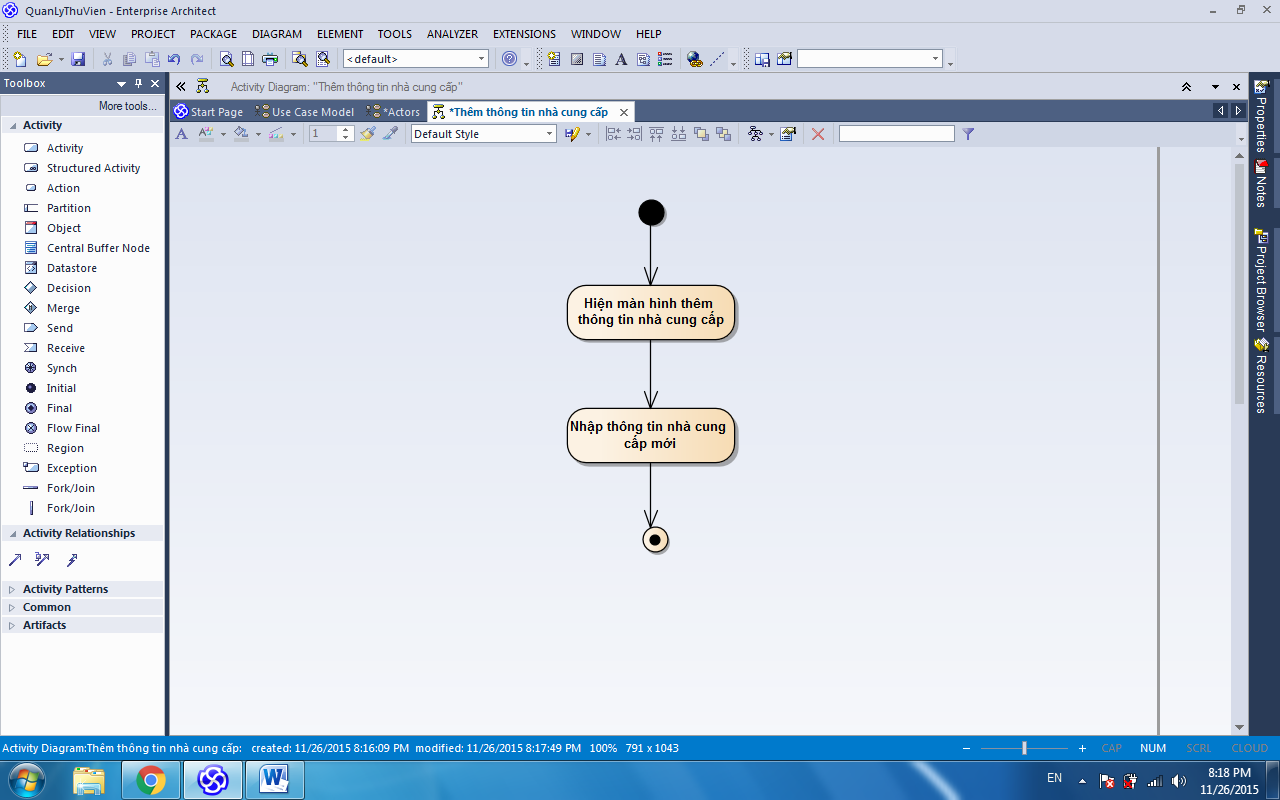 QuanLyThuVien - Enterprise Architect
FILE EDIT VIEW PROJECT PACKAGE DIAGRAM ELEMENT TOOLS ANALYZER EXTENSIONS WINDOW HELP
<default>
Toolbox
Activity Diagram: "Thêm thông tin nhà cung cấp"
More tools...
Start Page Use Case Model *Actors *Thêm thông tin nhà cung cấp
1 Default Style
Activity
Activity
Structured Activity
Action
Partition
Object
Central Buffer Node
Datastore
Decision
Merge
Send
Receive
Synch
Initial
Final
Flow Final
Region
Exception
Fork/Join
Fork/Join
Activity Relationships
Activity Patterns
Common
Artifacts
Hiện màn hình thêm
thông tin nhà cung cấp
Nhập thông tin nhà cung
cấp mới
Properties
Notes
Project Browser
Resources
Activity Diagram:Thêm thông tin nhà cung cấp: created: 11/26/2015 8:16:09 PM modified: 11/26/2015 8:17:49 PM 100% 791 x 1043
CAP NUM SCRL CLOUD
EN
8:18 PM
11/26/2015